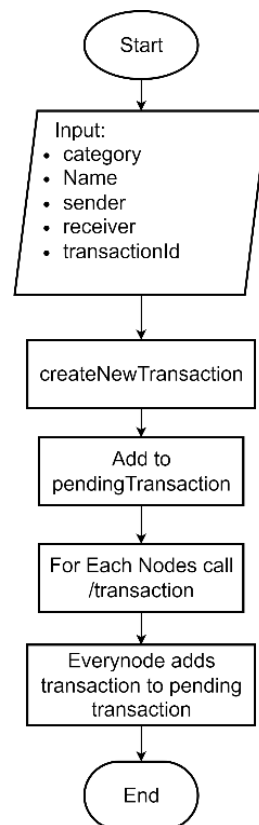 Start
Input:
• category
• Name
• sender
• receiver
• transactionId
createNewTransaction
Add to
pendingTransaction
For Each Nodes call
/transaction
Everynode adds
transaction to pending
transaction
End